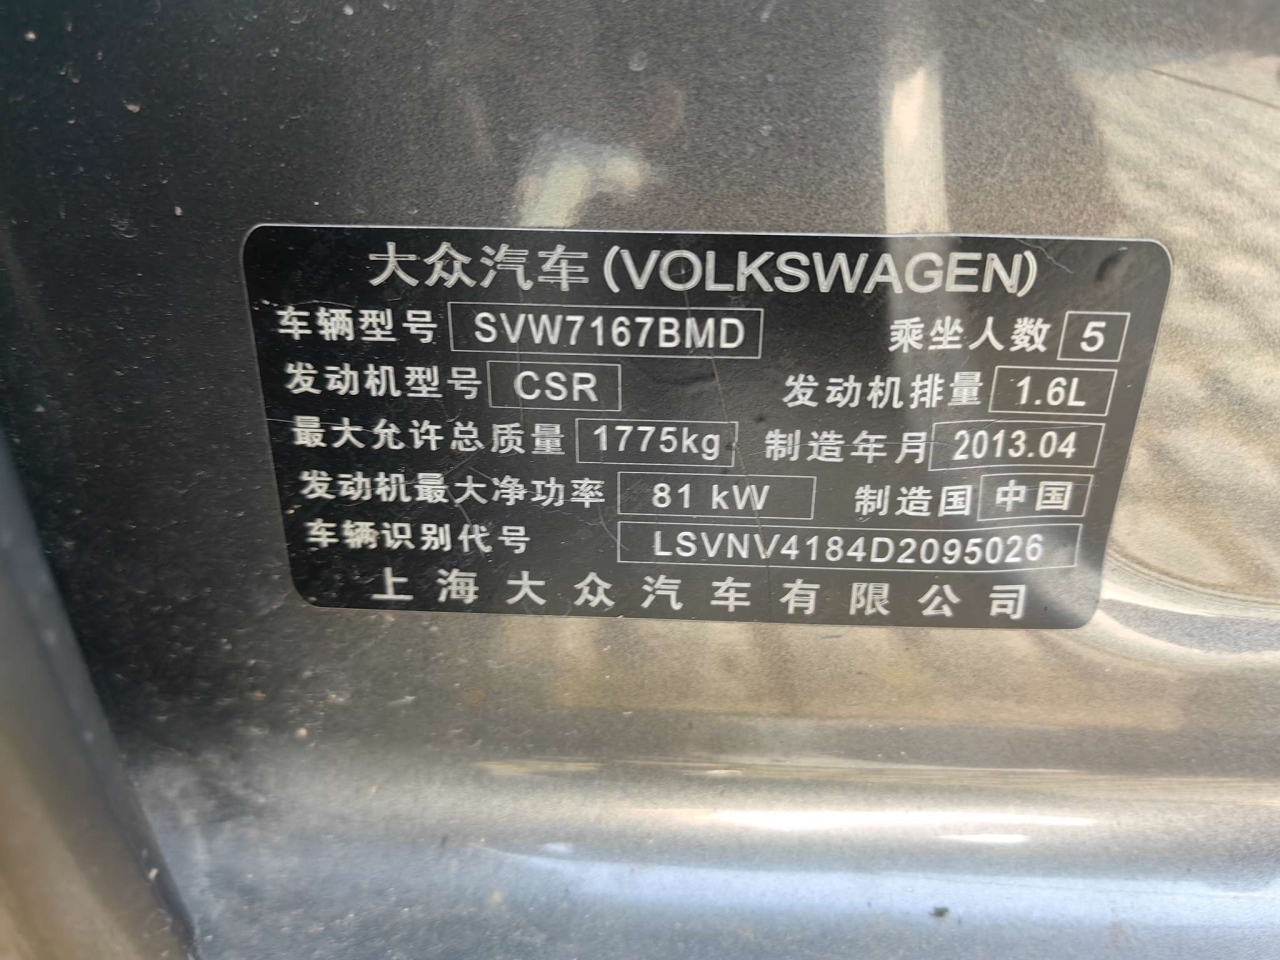 大众汽车(VOLKSWAGEN)
车辆型号 SVW7167BMD 乘坐人数 5
发动机型号 CSR 发动机排量 1.6L
最大允许总质量 1775kg 制造年月 2013.04
发动机最大净功率 81 kW 制造国 中国
车辆识别代号 LSVNV4184D2095026
上海大众汽车有限公司